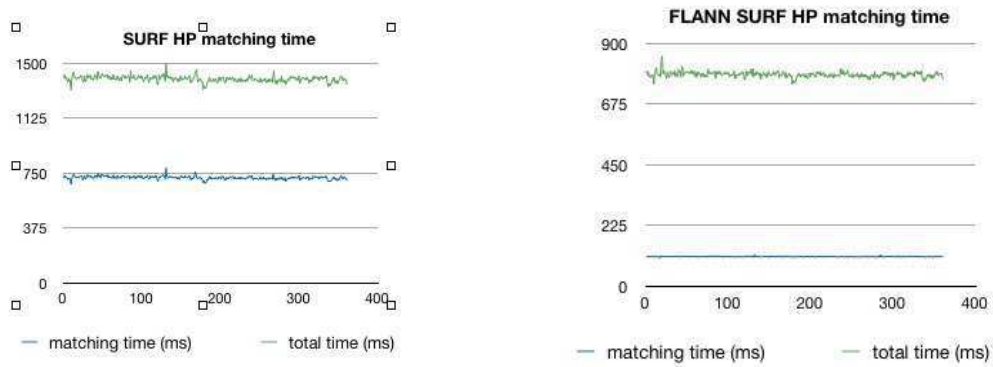 SURF HP matching time
1500
1125
750
375
0
0 100 200 300 400
matching time (ms) total time (ms)
FLANN SURF HP matching time
900
675
450
225
0
0 100 200 300 400
matching time (ms) total time (ms)